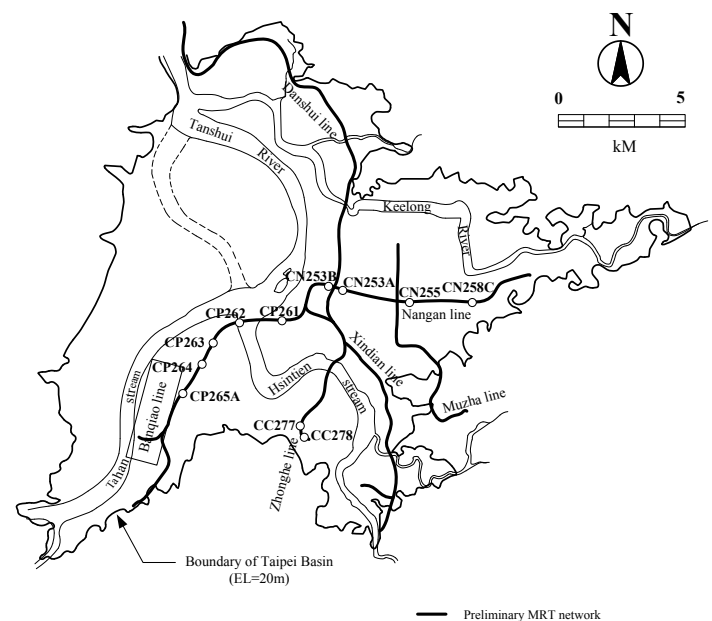 N
0 5
kM
Danshui line
Tanshui
River
Keelong
River
CN253B
CN253A
CN255
CN258C
Nangan line
CP262
CP261
CP263
CP264
CP265A
Xindian line
Hsintien
stream
Muzha line
stream
Tahan
Banqiao line
CC277
CC278
Zhonghe line
Boundary of Taipei Basin
(EL=20m)
Preliminary MRT network